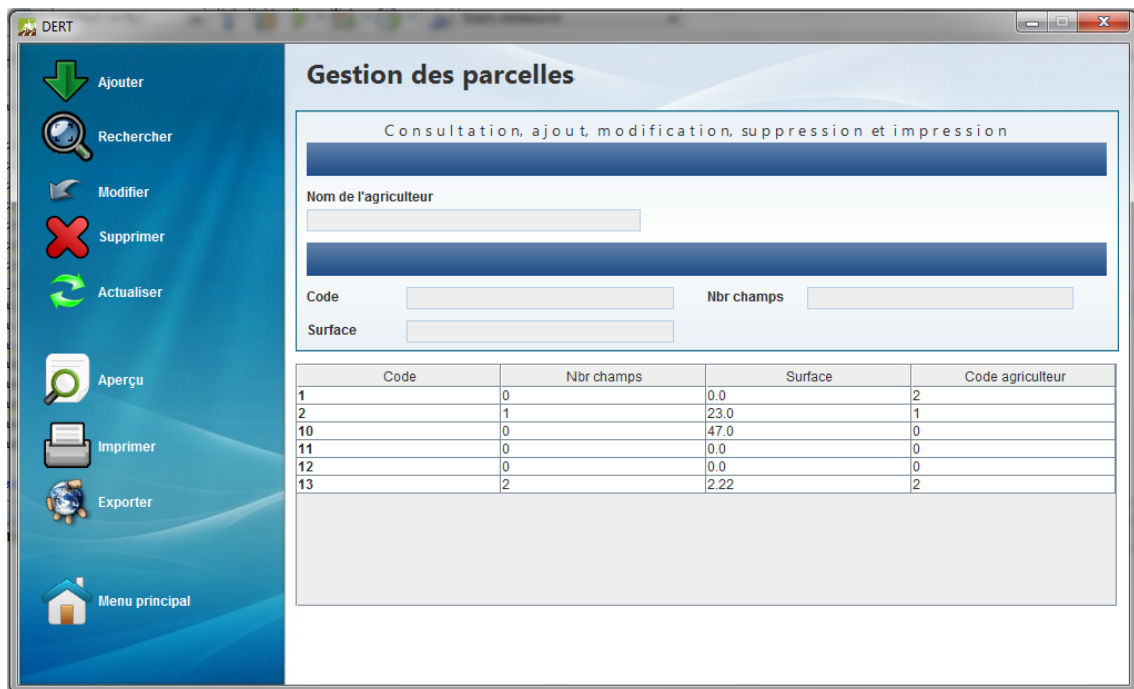 DERT
Ajouter
Rechercher
Modifier
Supprimer
Actualiser
Aperçu
Imprimer
Exporter
Menu principal
Gestion des parcelles
Consultation, ajout, modification, suppression et impression
Nom de l'agriculteur
Code Nbr champs
Surface
Code Nbr champs Surface Code agriculteur
1 0 0.0 2
2 1 23.0 1
10 0 47.0 0
11 0 0.0 0
12 0 0.0 0
13 2 2.22 2